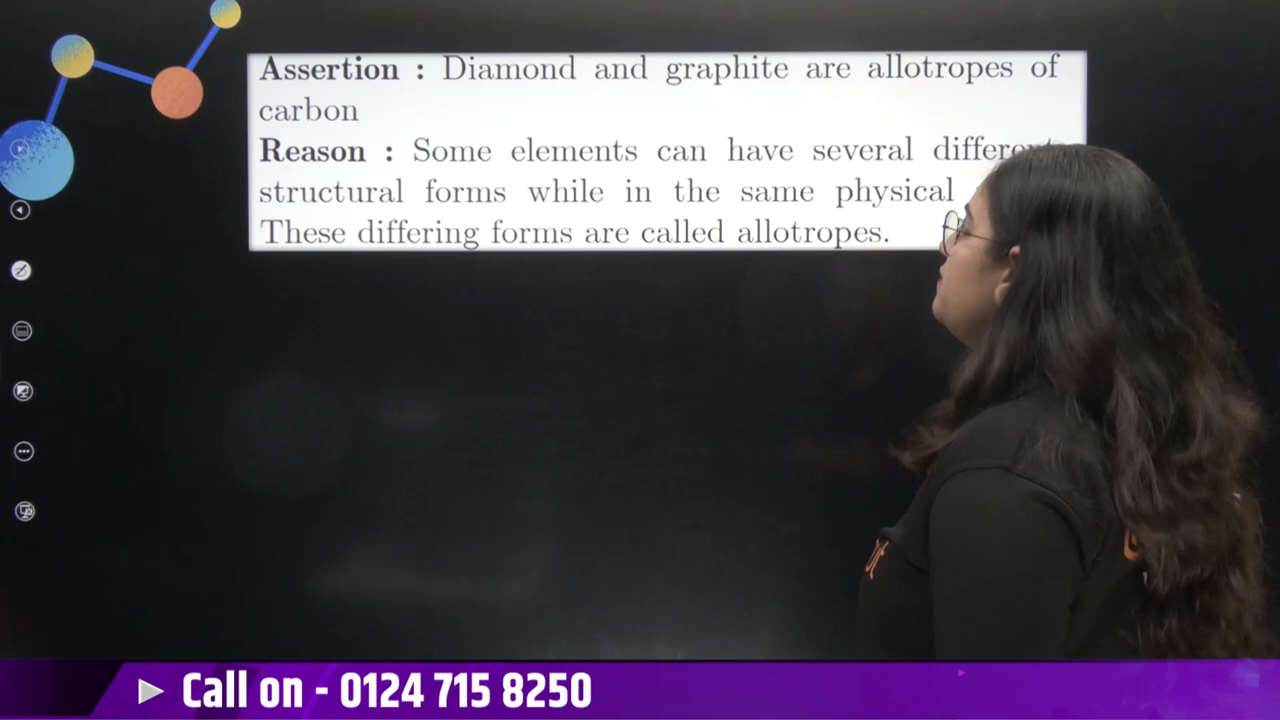 Assertion : Diamond and graphite are allotropes of
carbon
Reason : Some elements can have several different
structural forms while in the same physical
These differing forms are called allotropes.
Call on - 0124 715 8250